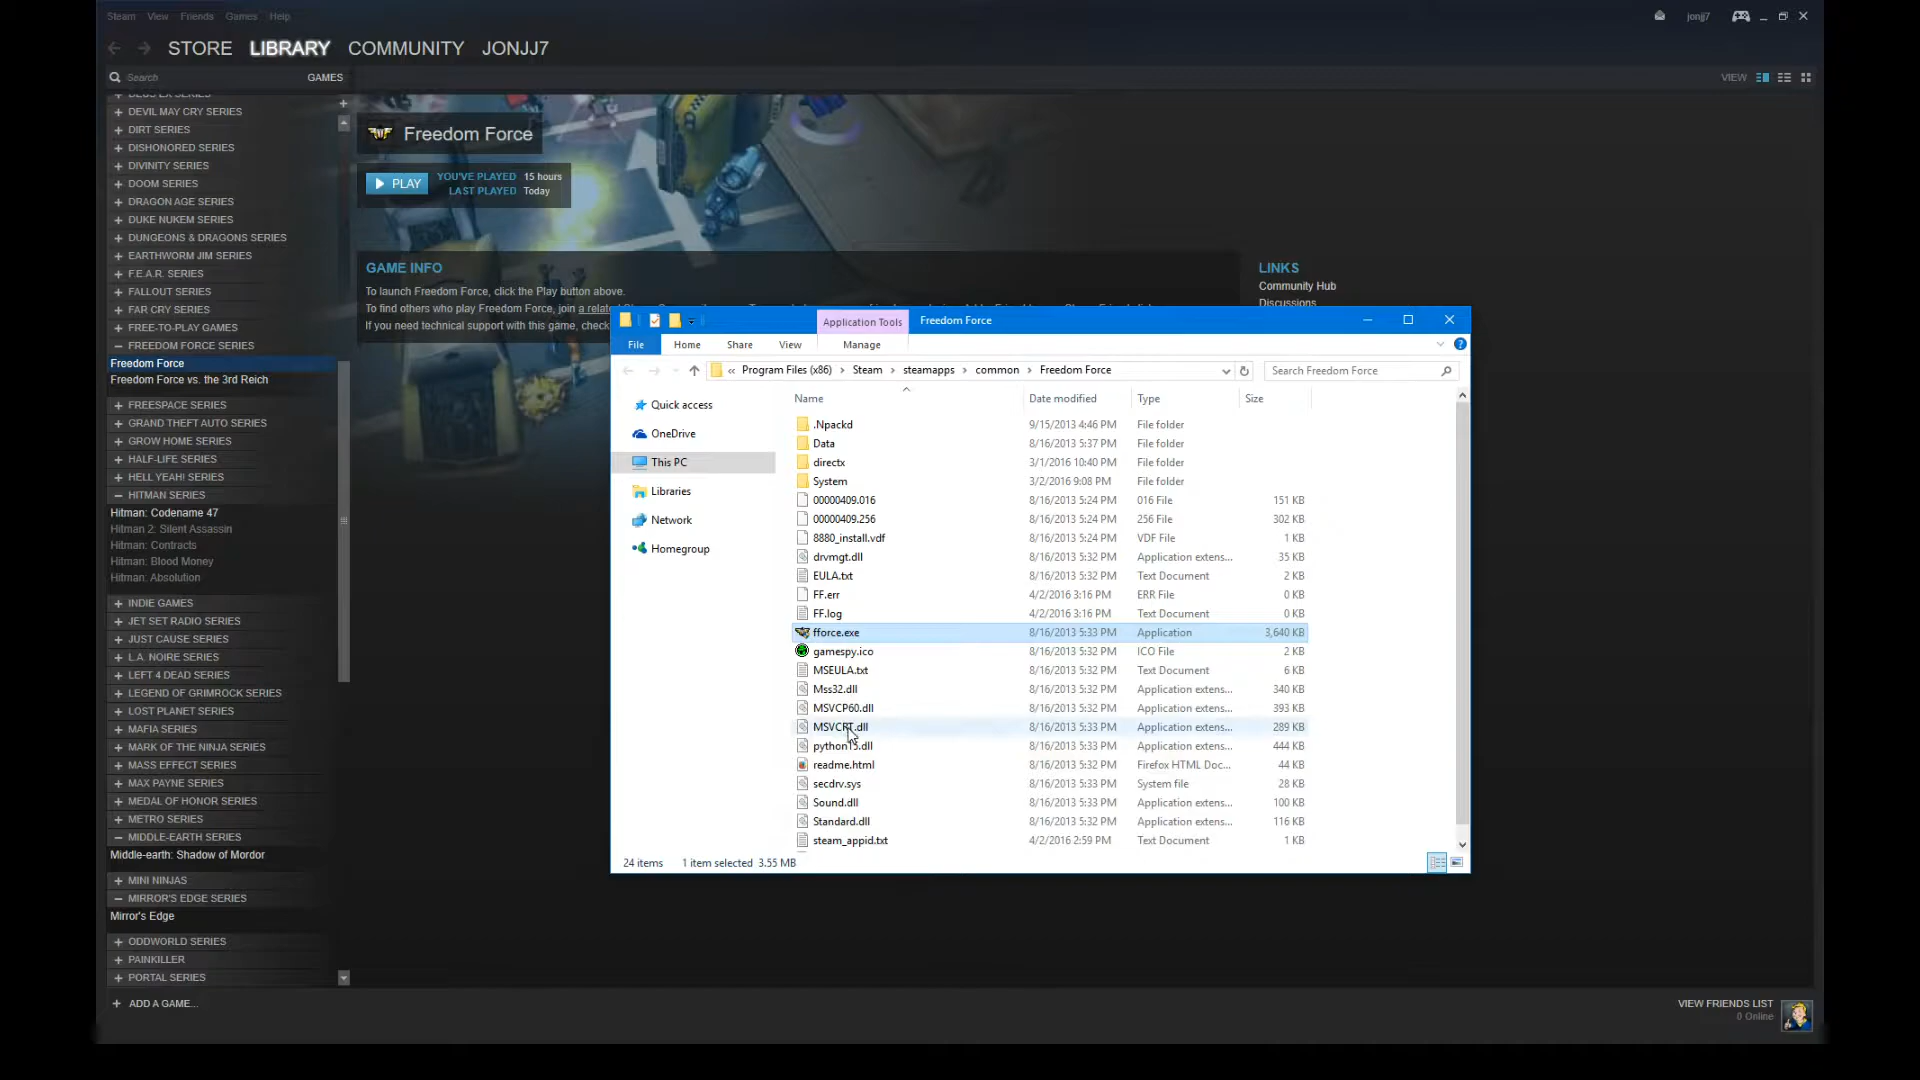 Steam View Friends Games Help
jonjj7
STORE LIBRARY COMMUNITY JONJJ7
Search GAMES
VIEW
DEUS EX SERIES
DEVIL MAY CRY SERIES
DIRT SERIES
DISHONORED SERIES
DIVINITY SERIES
DOOM SERIES
DRAGON AGE SERIES
DUKE NUKEM SERIES
DUNGEONS & DRAGONS SERIES
EARTHWORM JIM SERIES
F.E.A.R. SERIES
FALLOUT SERIES
FAR CRY SERIES
FREE-TO-PLAY GAMES
FREEDOM FORCE SERIES
Freedom Force
Freedom Force vs. the 3rd Reich
FREESPACE SERIES
GRAND THEFT AUTO SERIES
GROW HOME SERIES
HALF-LIFE SERIES
HELL YEAH! SERIES
HITMAN SERIES
Hitman: Codename 47
Hitman 2: Silent Assassin
Hitman: Contracts
Hitman: Blood Money
Hitman: Absolution
INDIE GAMES
JET SET RADIO SERIES
JUST CAUSE SERIES
L.A. NOIRE SERIES
LEFT 4 DEAD SERIES
LEGEND OF GRIMROCK SERIES
LOST PLANET SERIES
MAFIA SERIES
MARK OF THE NINJA SERIES
MASS EFFECT SERIES
MAX PAYNE SERIES
MEDAL OF HONOR SERIES
METRO SERIES
MIDDLE-EARTH SERIES
Middle-earth: Shadow of Mordor
MINI NINJAS
MIRROR'S EDGE SERIES
Mirror's Edge
ODDWORLD SERIES
PAINKILLER
PORTAL SERIES
ADD A GAME...
Freedom Force
PLAY
YOU'VE PLAYED 15 hours
LAST PLAYED Today
GAME INFO
To launch Freedom Force, click the Play button above.
To find others who play Freedom Force, join a related
If you need technical support with this game, check
LINKS
Community Hub
Discussions
Application Tools Freedom Force
File Home Share View Manage
« Program Files (x86) Steam steamapps common Freedom Force
Search Freedom Force
Quick access
OneDrive
This PC
Libraries
Network
Homegroup
Name Date modified Type Size
.Npackd 9/15/2013 4:46 PM File folder
Data 8/16/2013 5:37 PM File folder
directx 3/1/2016 10:40 PM File folder
System 3/2/2016 9:08 PM File folder
00000409.016 8/16/2013 5:24 PM 016 File 151 KB
00000409.256 8/16/2013 5:24 PM 256 File 302 KB
8880_install.vdf 8/16/2013 5:24 PM VDF File 1 KB
drvmgt.dll 8/16/2013 5:32 PM Application extens... 35 KB
EULA.txt 8/16/2013 5:32 PM Text Document 2 KB
FF.err 4/2/2016 3:16 PM ERR File 0 KB
FF.log 4/2/2016 3:16 PM Text Document 0 KB
fforce.exe 8/16/2013 5:33 PM Application 3,640 KB
gamespy.ico 8/16/2013 5:32 PM ICO File 2 KB
MSEULA.txt 8/16/2013 5:32 PM Text Document 6 KB
Mss32.dll 8/16/2013 5:32 PM Application extens... 340 KB
MSVCP60.dll 8/16/2013 5:32 PM Application extens... 393 KB
MSVCRT.dll 8/16/2013 5:33 PM Application extens... 289 KB
python15.dll 8/16/2013 5:33 PM Application extens... 444 KB
readme.html 8/16/2013 5:33 PM Firefox HTML Doc... 44 KB
secdrv.sys 8/16/2013 5:33 PM System file 28 KB
Sound.dll 8/16/2013 5:33 PM Application extens... 100 KB
Standard.dll 8/16/2013 5:32 PM Application extens... 116 KB
steam_appid.txt 4/2/2016 2:59 PM Text Document 1 KB
24 items 1 item selected 3.55 MB
VIEW FRIENDS LIST
0 Online